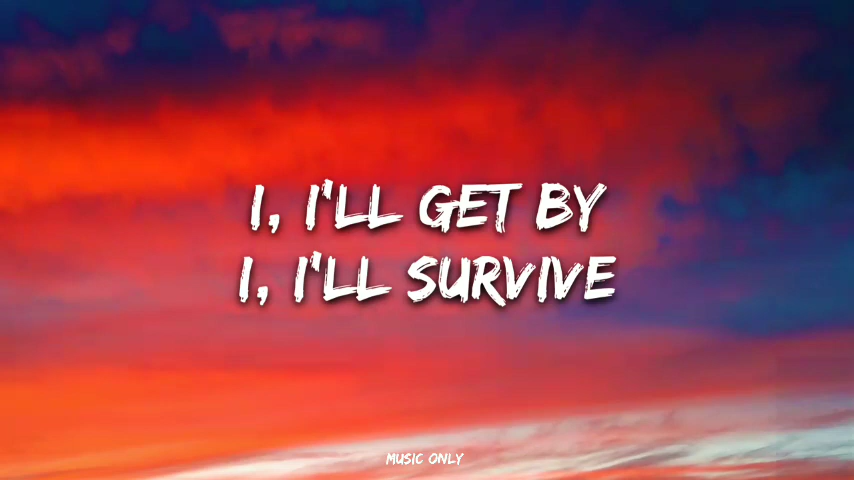 I, I'LL GET BY
I, I'LL SURVIVE
MUSIC ONLY